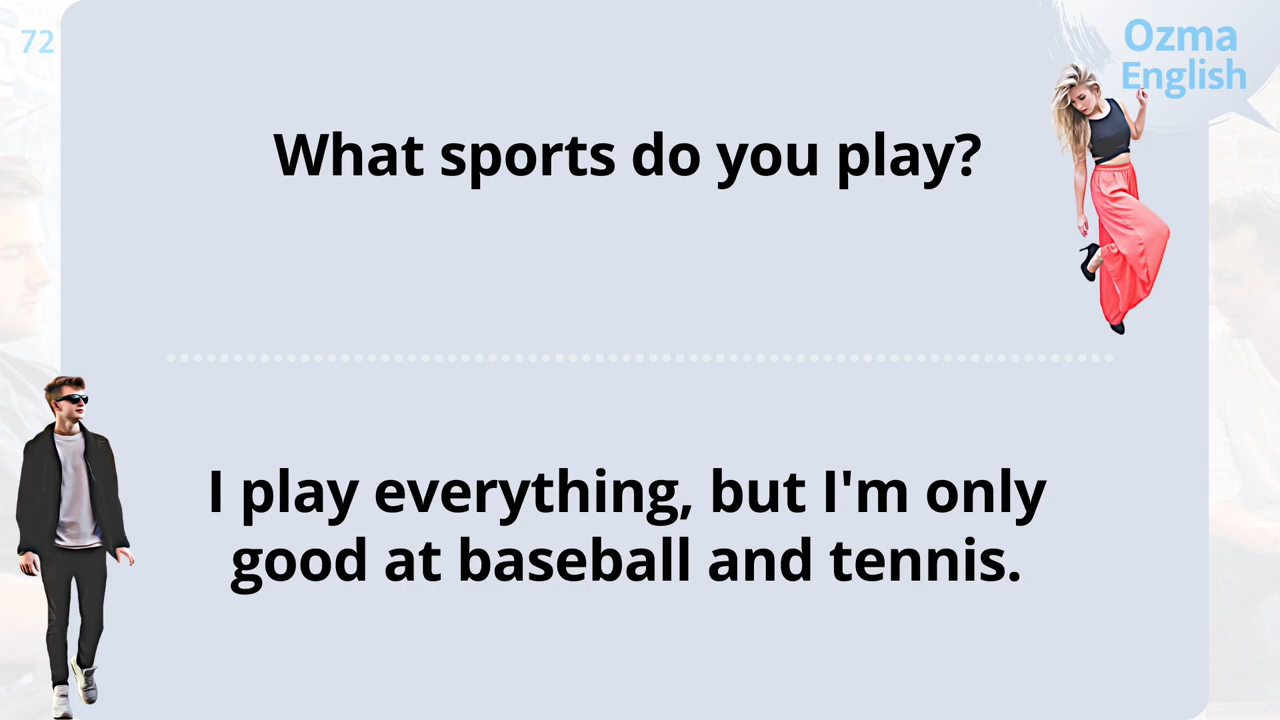 72
Ozma
English
What sports do you play?
I play everything, but I'm only
good at baseball and tennis.